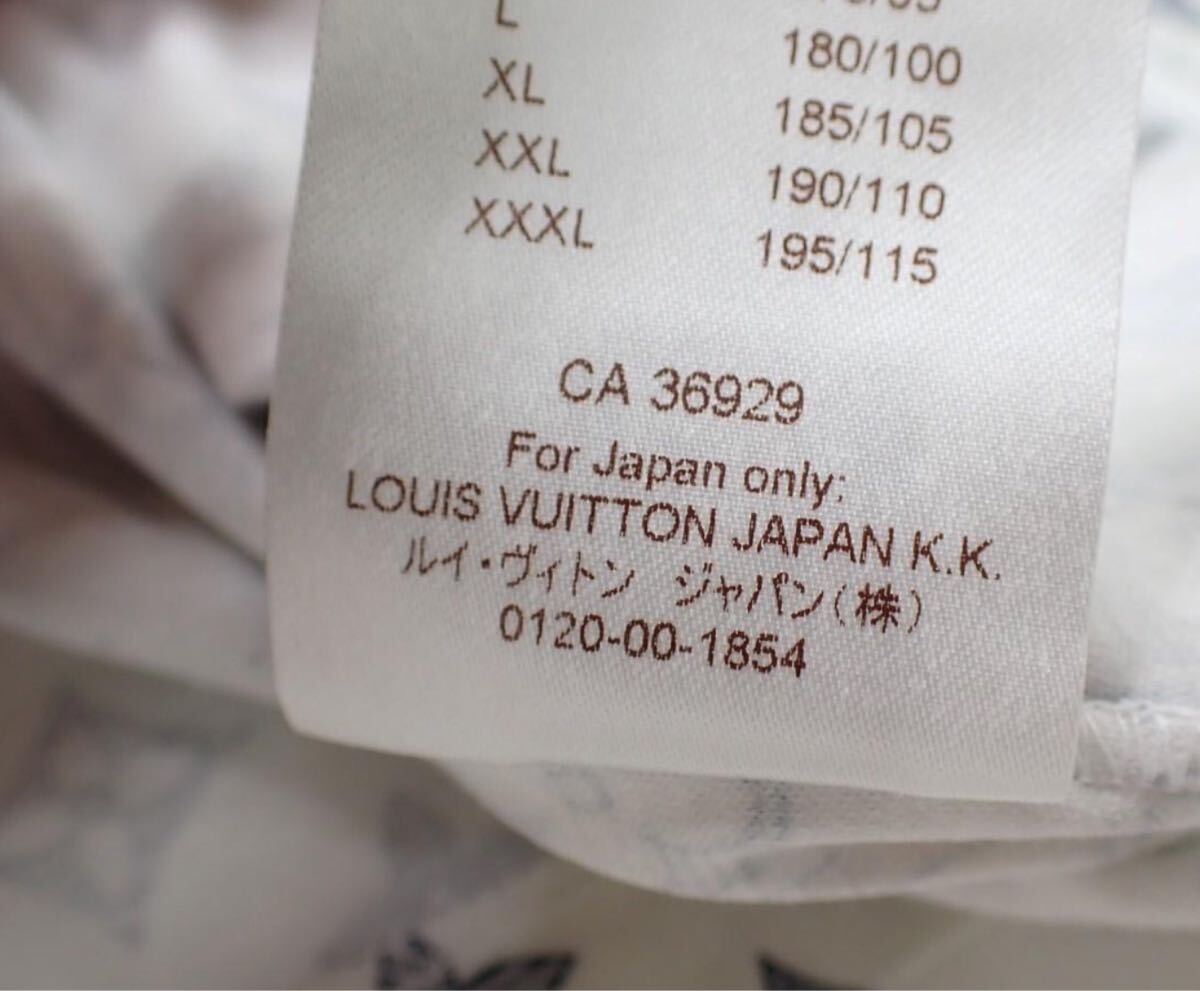 L
180/100
XL
185/105
XXL
190/110
XXXL
195/115
CA 36929
For Japan only:
LOUIS VUITTON JAPAN K.K.
ルイ・ヴィトン ジャパン(株)
0120-00-1854